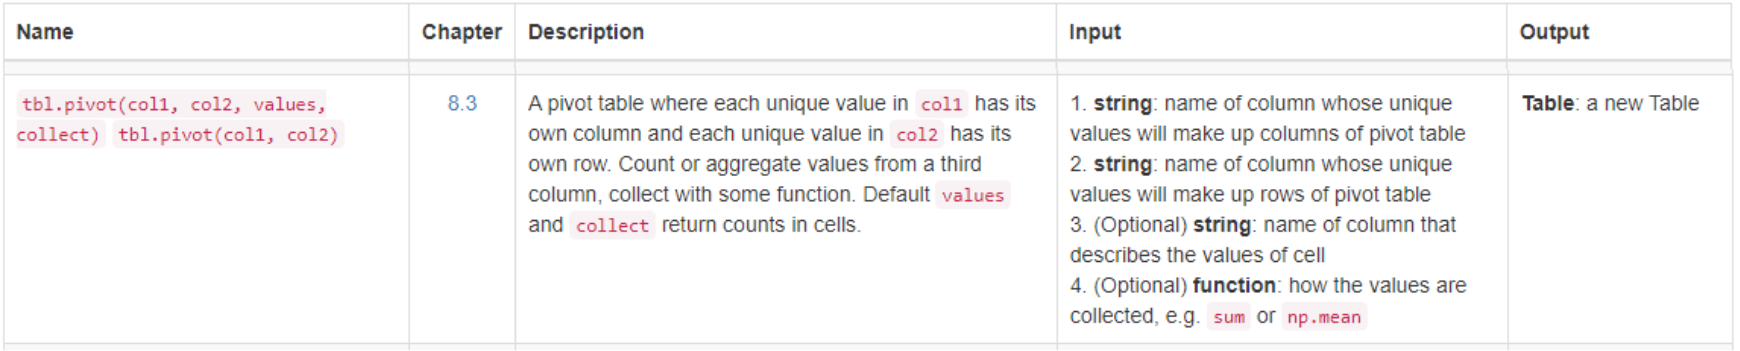 Name Chapter Description Input Output
tbl.pivot(col1, col2, values,
collect) tbl.pivot(col1, col2)
8.3
A pivot table where each unique value in col1 has its
own column and each unique value in col2 has its
own row. Count or aggregate values from a third
column, collect with some function. Default values
and collect return counts in cells.
1. string: name of column whose unique
values will make up columns of pivot table
2. string: name of column whose unique
values will make up rows of pivot table
3. (Optional) string: name of column that
describes the values of cell
4. (Optional) function: how the values are
collected, e.g. sum or np.mean
Table: a new Table